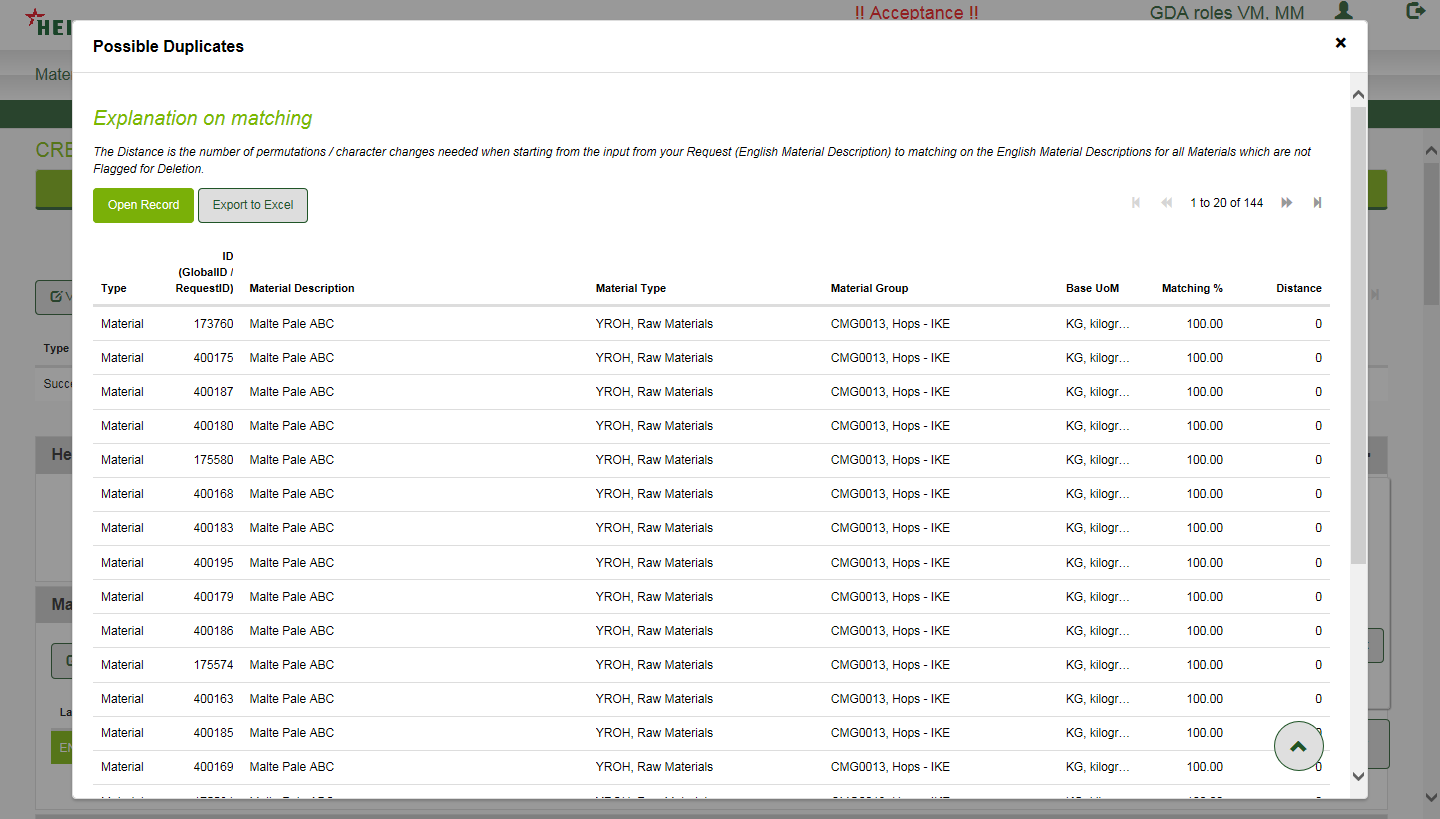 HEI
!! Acceptance !!
GDA roles VM, MM
Possible Duplicates
Mate
Explanation on matching
CRE
The Distance is the number of permutations / character changes needed when starting from the input from your Request (English Material Description) to matching on the English Material Descriptions for all Materials which are not
Flagged for Deletion.
Open Record
Export to Excel
1 to 20 of 144
ID
(GlobalID /
Type RequestID) Material Description Material Type Material Group Base UoM Matching % Distance
Material 173760 Malte Pale ABC YROH, Raw Materials CMG0013, Hops - IKE KG, kilogr... 100.00 0
Type
Material 400175 Malte Pale ABC YROH, Raw Materials CMG0013, Hops - IKE KG, kilogr... 100.00 0
Succe
Material 400187 Malte Pale ABC YROH, Raw Materials CMG0013, Hops - IKE KG, kilogr... 100.00 0
Material 400180 Malte Pale ABC YROH, Raw Materials CMG0013, Hops - IKE KG, kilogr... 100.00 0
He
Material 175580 Malte Pale ABC YROH, Raw Materials CMG0013, Hops - IKE KG, kilogr... 100.00 0
Material 400168 Malte Pale ABC YROH, Raw Materials CMG0013, Hops - IKE KG, kilogr... 100.00 0
Material 400183 Malte Pale ABC YROH, Raw Materials CMG0013, Hops - IKE KG, kilogr... 100.00 0
Material 400195 Malte Pale ABC YROH, Raw Materials CMG0013, Hops - IKE KG, kilogr... 100.00 0
Material 400179 Malte Pale ABC YROH, Raw Materials CMG0013, Hops - IKE KG, kilogr... 100.00 0
Ma
Material 400186 Malte Pale ABC YROH, Raw Materials CMG0013, Hops - IKE KG, kilogr... 100.00 0
Material 175574 Malte Pale ABC YROH, Raw Materials CMG0013, Hops - IKE KG, kilogr... 100.00 0
Material 400163 Malte Pale ABC YROH, Raw Materials CMG0013, Hops - IKE KG, kilogr... 100.00 0
La
Material 400185 Malte Pale ABC YROH, Raw Materials CMG0013, Hops - IKE KG, kilogr... 100.00
EN
Material 400169 Malte Pale ABC YROH, Raw Materials CMG0013, Hops - IKE KG, kilogr... 100.00 0